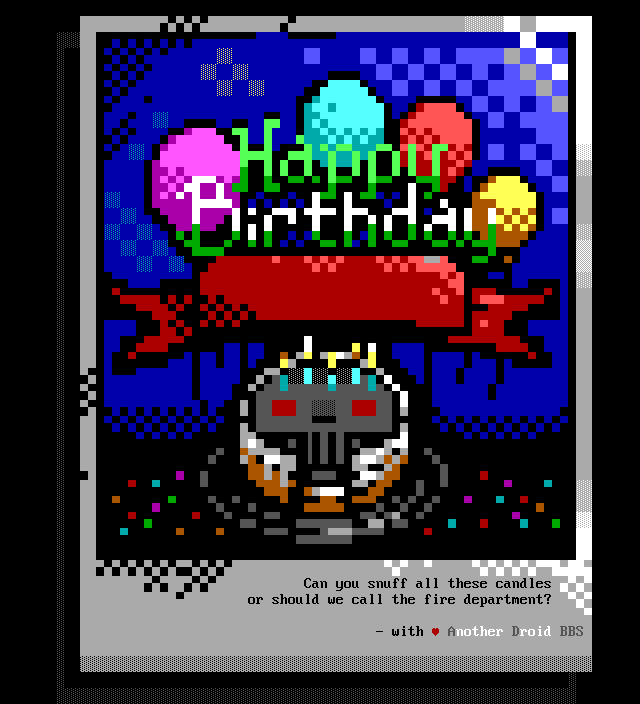 Happy
Birthday
Can you snuff all these candles
or should we call the fire department?
- with ♥ Another Droid BBS